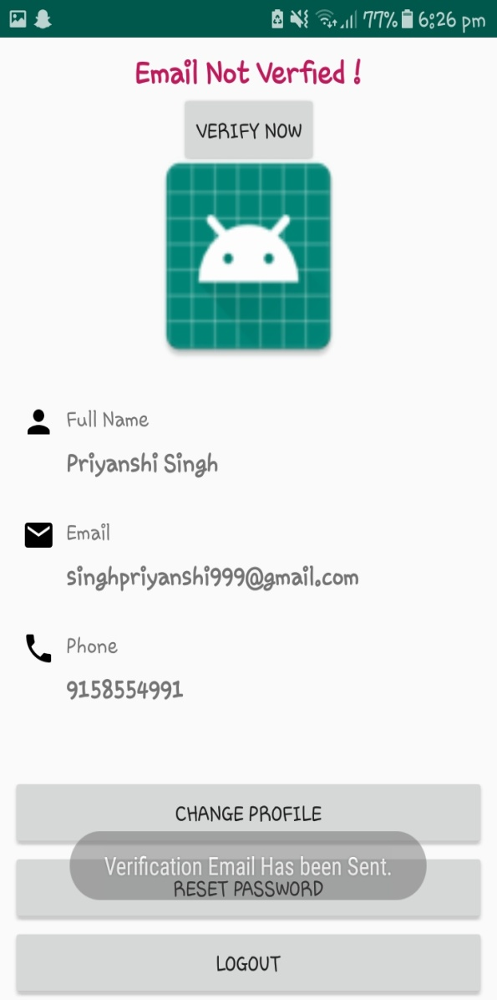 77% 6:26 pm
Email Not Verfied !
VERIFY NOW
Full Name
Priyanshi Singh
Email
singhpriyanshi999@gmail.com
Phone
9158554991
CHANGE PROFILE
Verification Email Has been Sent.
RESET PASSWORD
LOGOUT